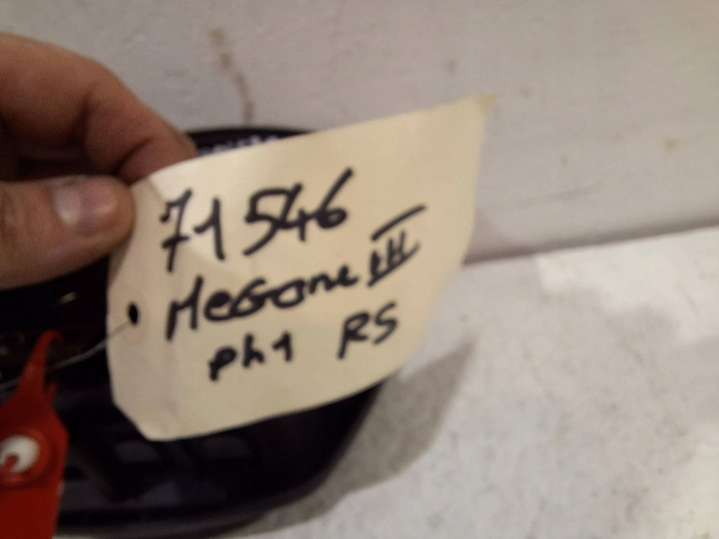 71546
MeGane III
ph1 RS